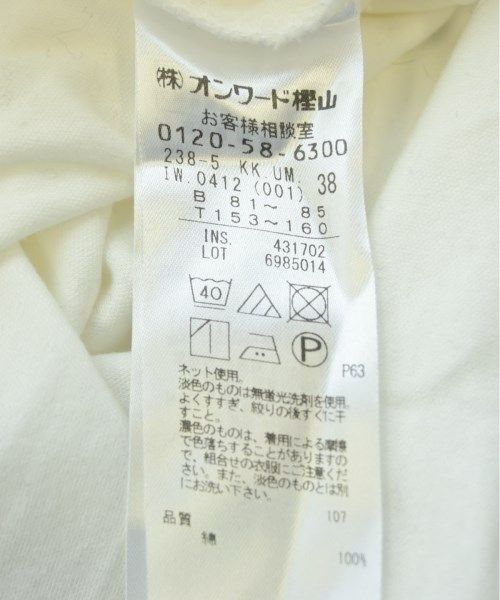 (株)オンワード樫山
お客様相談室
0120-58-6300
238-5 KK.UM. 38
IW.0412 (001)
B 81～ 85
T 153～160
INS. 431702
LOT 6985014
40
P
P63
ネット使用。
淡色のものは無蛍光洗剤を使用。
よくすすぎ、絞りの後すぐに干
すこと。
濃色のものは、着用による摩擦
で色落ちすることがありますの
で、組合せの衣服にご注意くだ
さい。また、淡色のものとは別
にお洗い下さい。
品質 107
綿
100%